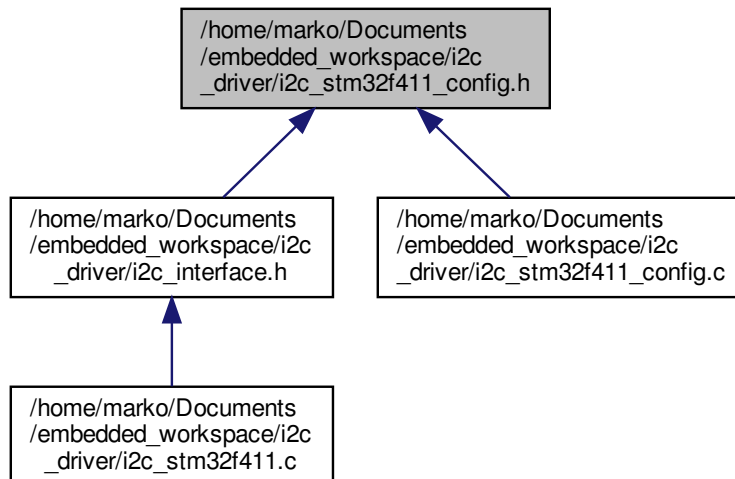 /home/marko/Documents
/embedded_workspace/i2c
_driver/i2c_stm32f411_config.h
/home/marko/Documents
/embedded_workspace/i2c
_driver/i2c_interface.h
/home/marko/Documents
/embedded_workspace/i2c
_driver/i2c_stm32f411_config.c
/home/marko/Documents
/embedded_workspace/i2c
_driver/i2c_stm32f411.c